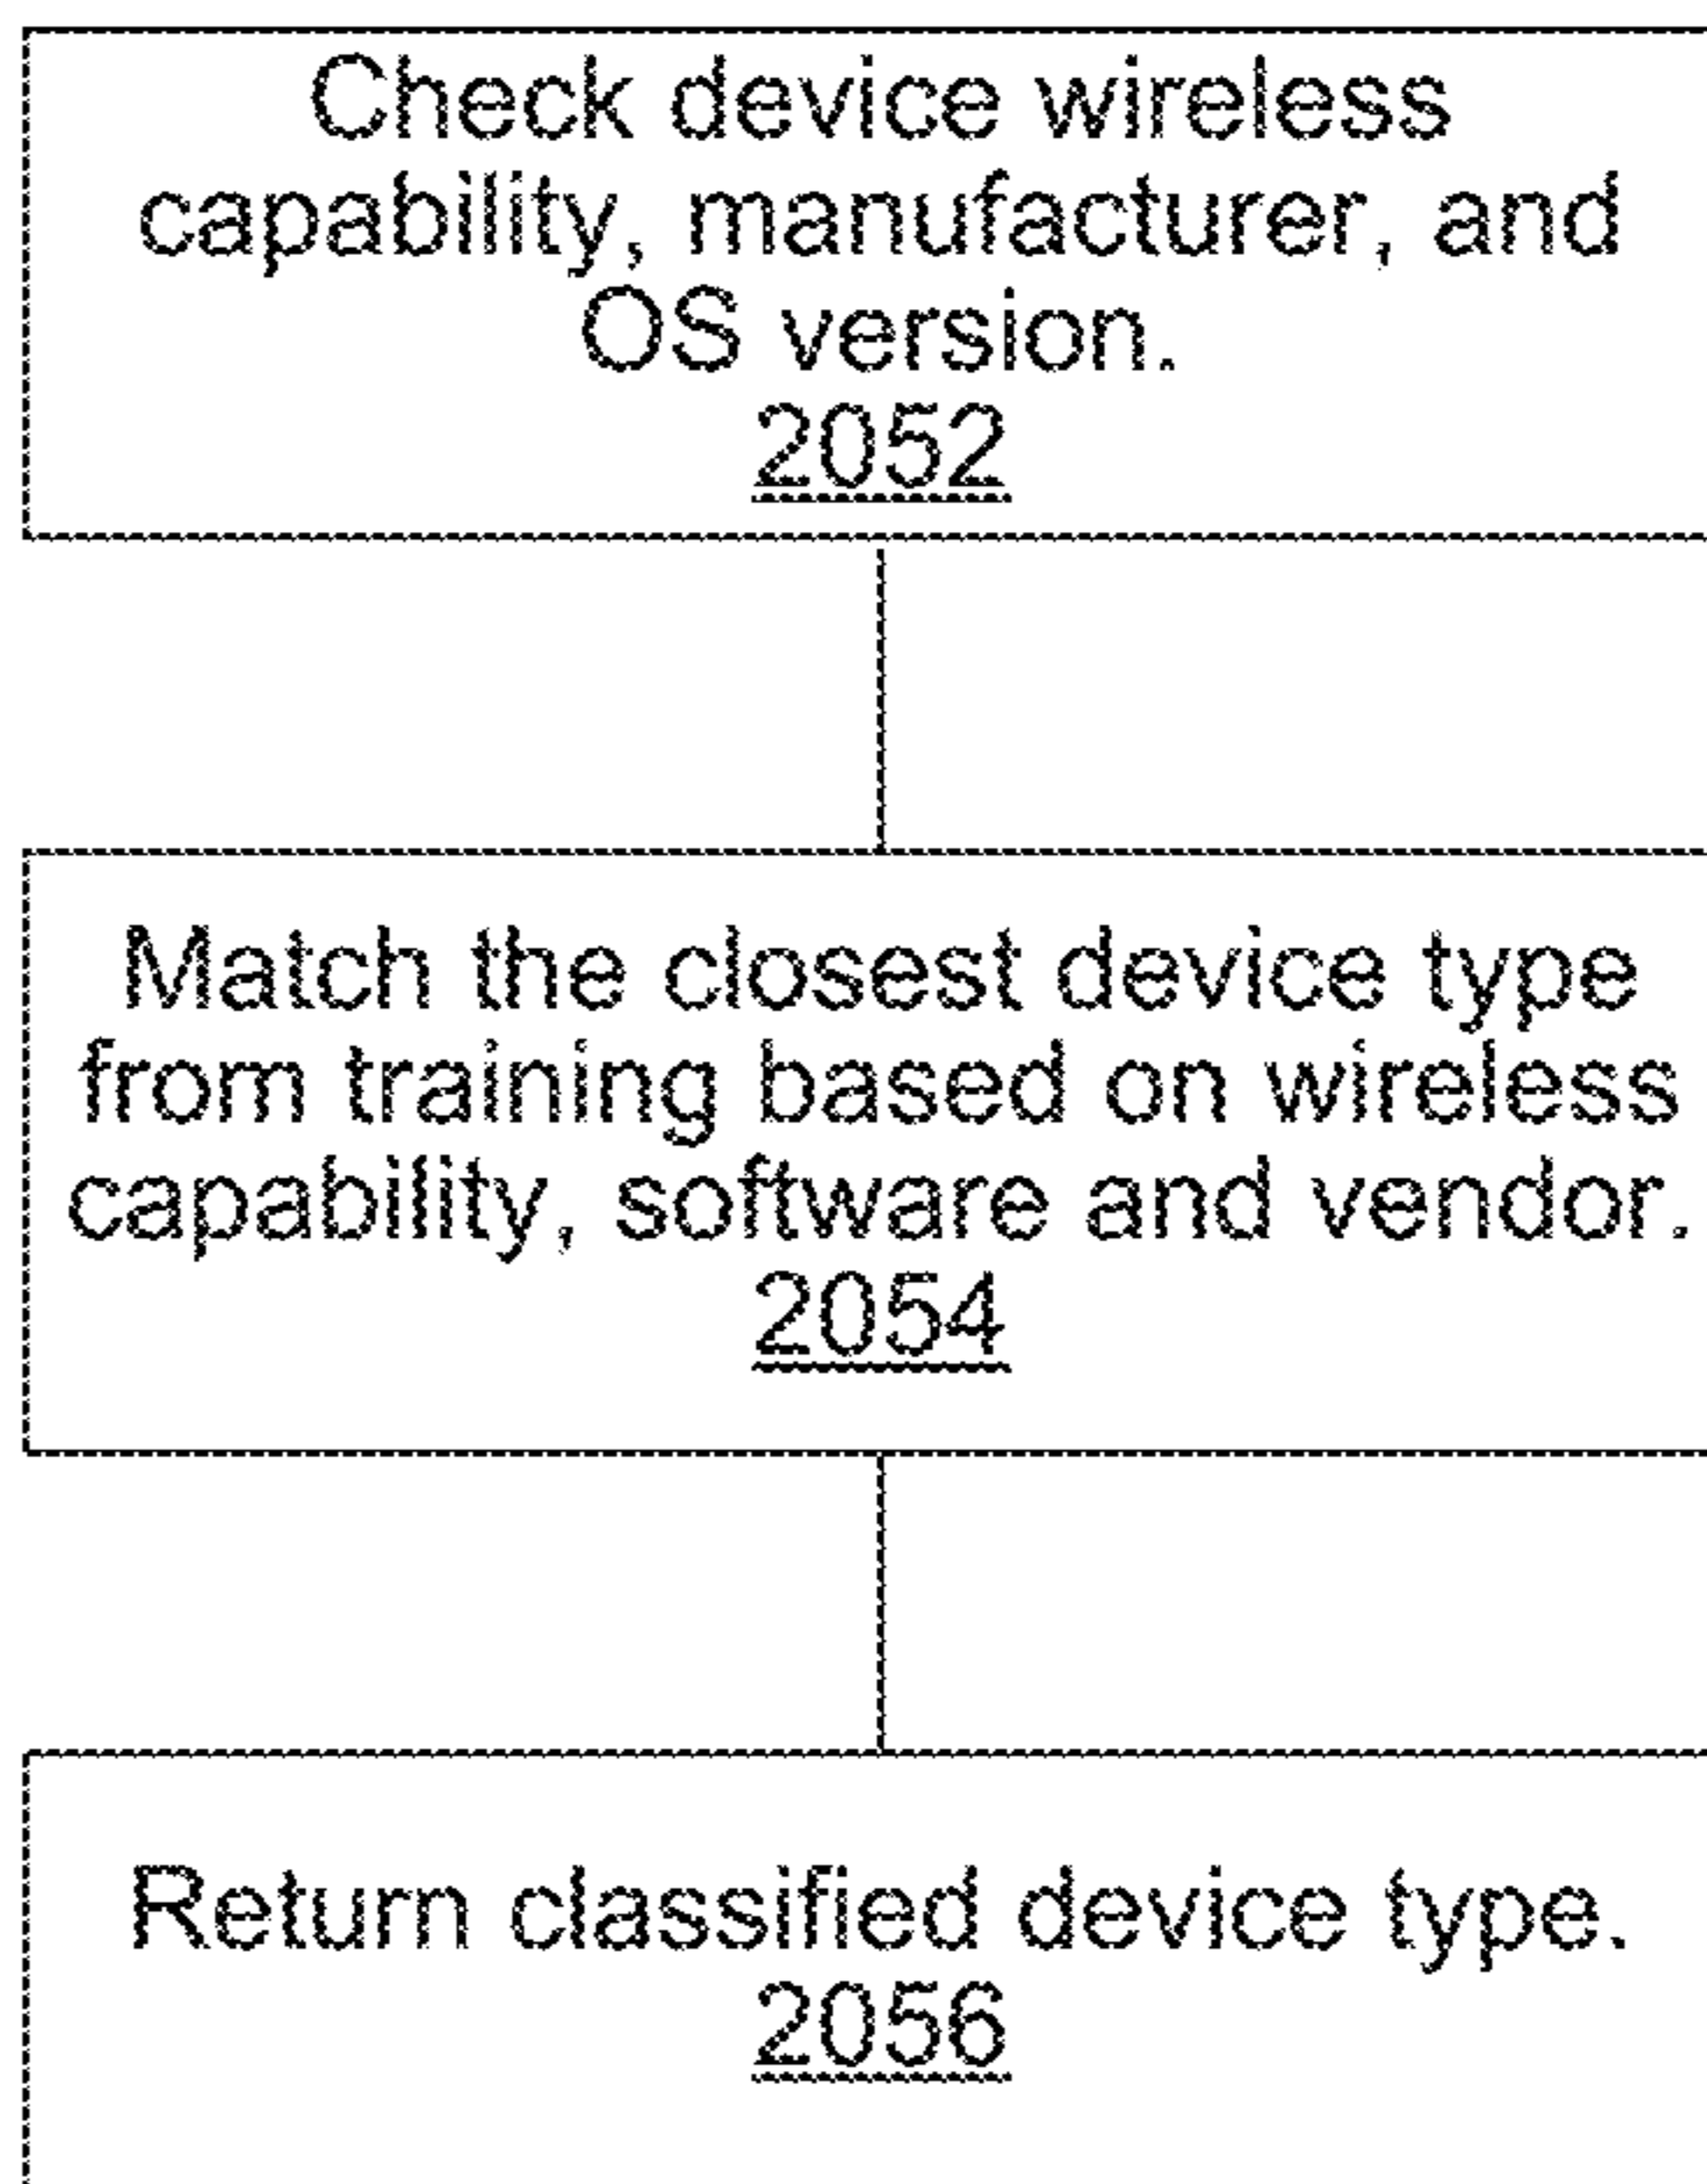 Check device wireless
capability, manufacturer, and
OS version.
2052
Match the closest device type
from training based on wireless
capability, software and vendor.
2054
Return classified device type.
2056